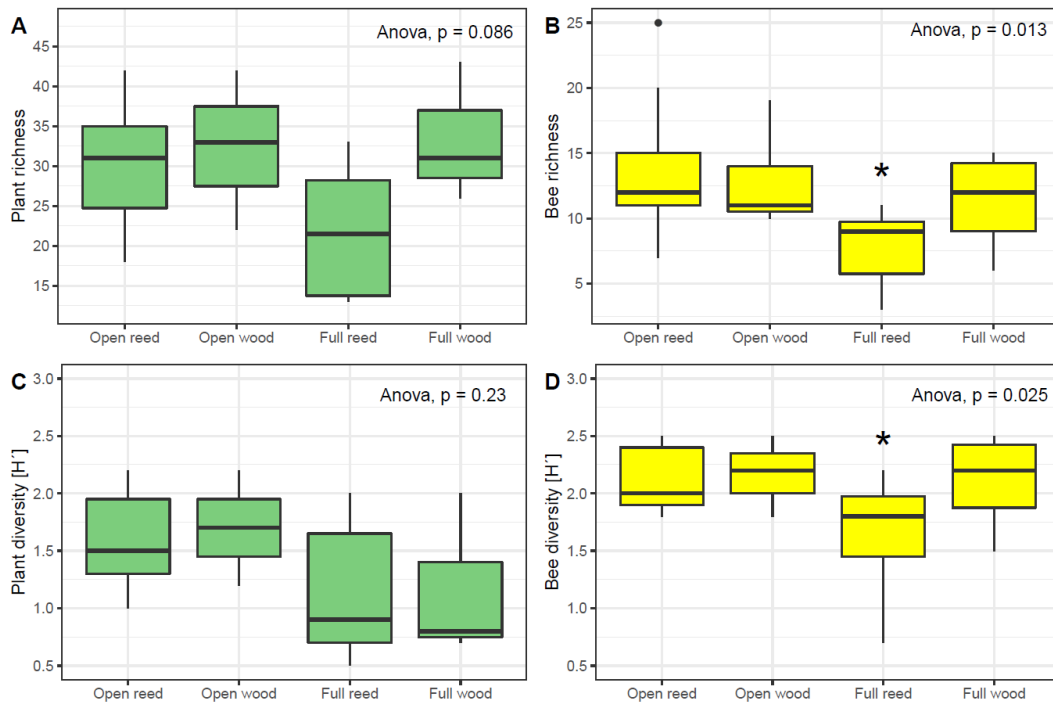 A
Anova, p = 0.086
Plant richness
45
40
35
30
25
20
15
Open reed Open wood Full reed Full wood
B
Anova, p = 0.013
Bee richness
25
20
15
10
5
*
Open reed Open wood Full reed Full wood
C
Anova, p = 0.23
Plant diversity [H´]
3.0
2.5
2.0
1.5
1.0
0.5
Open reed Open wood Full reed Full wood
D
Anova, p = 0.025
Bee diversity [H´]
3.0
2.5
2.0
1.5
1.0
0.5
*
Open reed Open wood Full reed Full wood